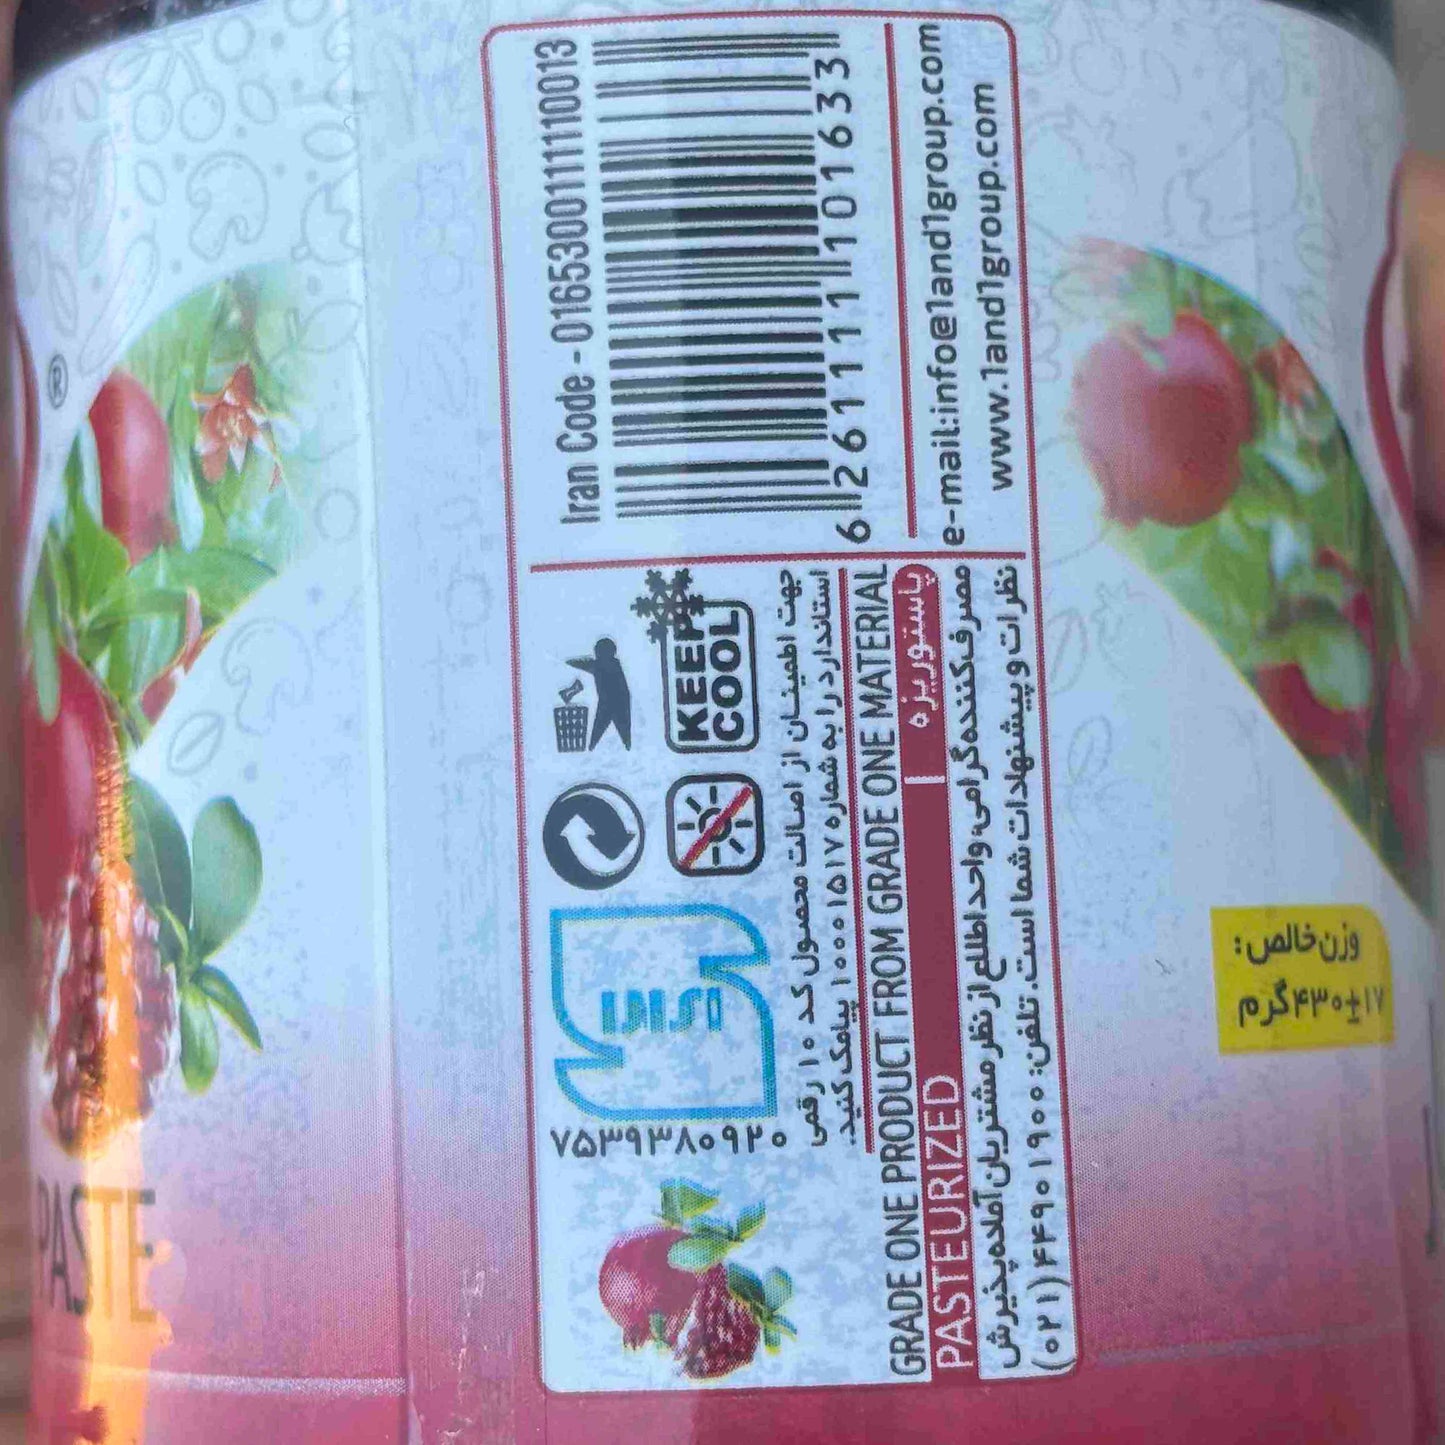 Iran Code - 0165300111110013
6 261111 101633
e-mail:info@1and1group.com
www.1and1group.com
KEEP
COOL
ISIRI
۷۵۳۹۳۸۰۹۲۰
جهت اطمینان از اصالت محصول کد ۱۰ رقمی
استاندارد را به شماره ۱۰۰۰۱۵۱۷ پیامک کنید.
GRADE ONE PRODUCT FROM GRADE ONE MATERIAL
PASTEURIZED | پاستوریزه
مصرف‌کننده گرامی، واحد اطلاع از نظر مشتریان آماده پذیرش
نظرات و پیشنهادات شما است. تلفن: ۴۴۹۰۱۹۰۰(۰۲۱)
وزن خالص:
۴۳۰±۱۷ گرم
PASTE
®